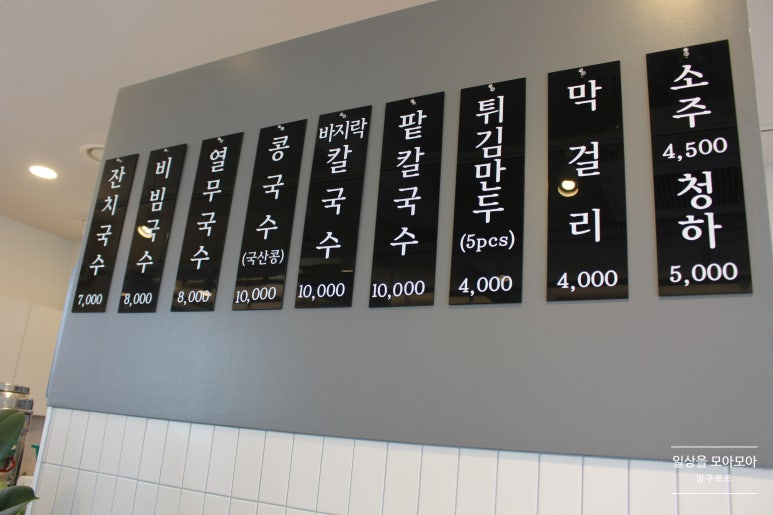 잔치국수
7,000
비빔국수
8,000
열무국수
8,000
콩국수
(국산콩)
10,000
바지락
칼국수
10,000
팥칼국수
10,000
튀김만두
(5pcs)
4,000
막걸리
4,000
소주
4,500
청하
5,000
일상을 모아모아